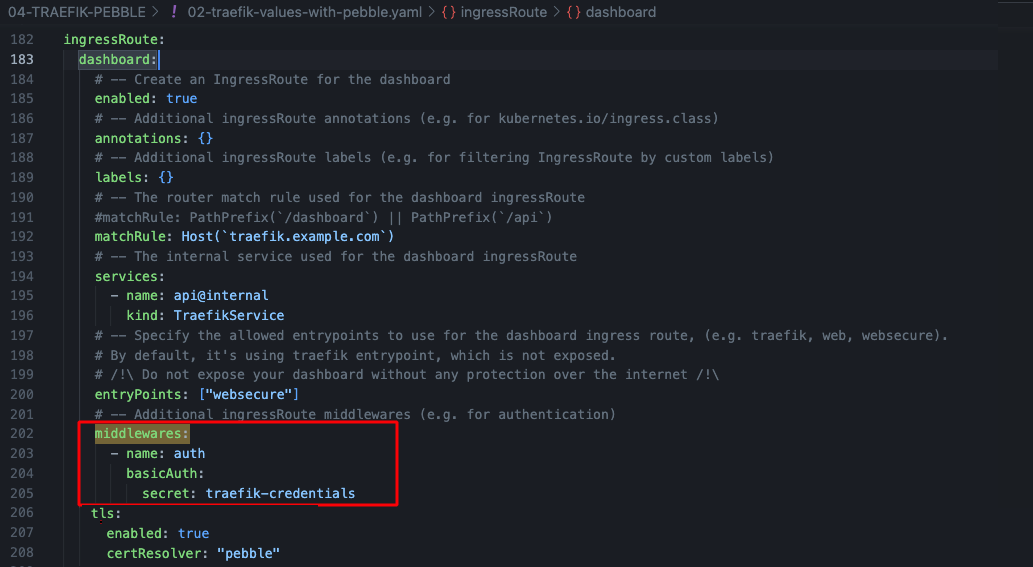 04-TRAEFIK-PEBBLE > ! 02-traefik-values-with-pebble.yaml > {} ingressRoute > {} dashboard
182 ingressRoute:
183   dashboard:
184     # -- Create an IngressRoute for the dashboard
185     enabled: true
186     # -- Additional ingressRoute annotations (e.g. for kubernetes.io/ingress.class)
187     annotations: {}
188     # -- Additional ingressRoute labels (e.g. for filtering IngressRoute by custom labels)
189     labels: {}
190     # -- The router match rule used for the dashboard ingressRoute
191     #matchRule: PathPrefix(`/dashboard`) || PathPrefix(`/api`)
192     matchRule: Host(`traefik.example.com`)
193     # -- The internal service used for the dashboard ingressRoute
194     services:
195       - name: api@internal
196         kind: TraefikService
197     # -- Specify the allowed entrypoints to use for the dashboard ingress route, (e.g. traefik, web, websecure).
198     # By default, it's using traefik entrypoint, which is not exposed.
199     # /!\ Do not expose your dashboard without any protection over the internet /!\
200     entryPoints: ["websecure"]
201     # -- Additional ingressRoute middlewares (e.g. for authentication)
202     middlewares:
203       - name: auth
204         basicAuth:
205           secret: traefik-credentials
206     tls:
207       enabled: true
208       certResolver: "pebble"